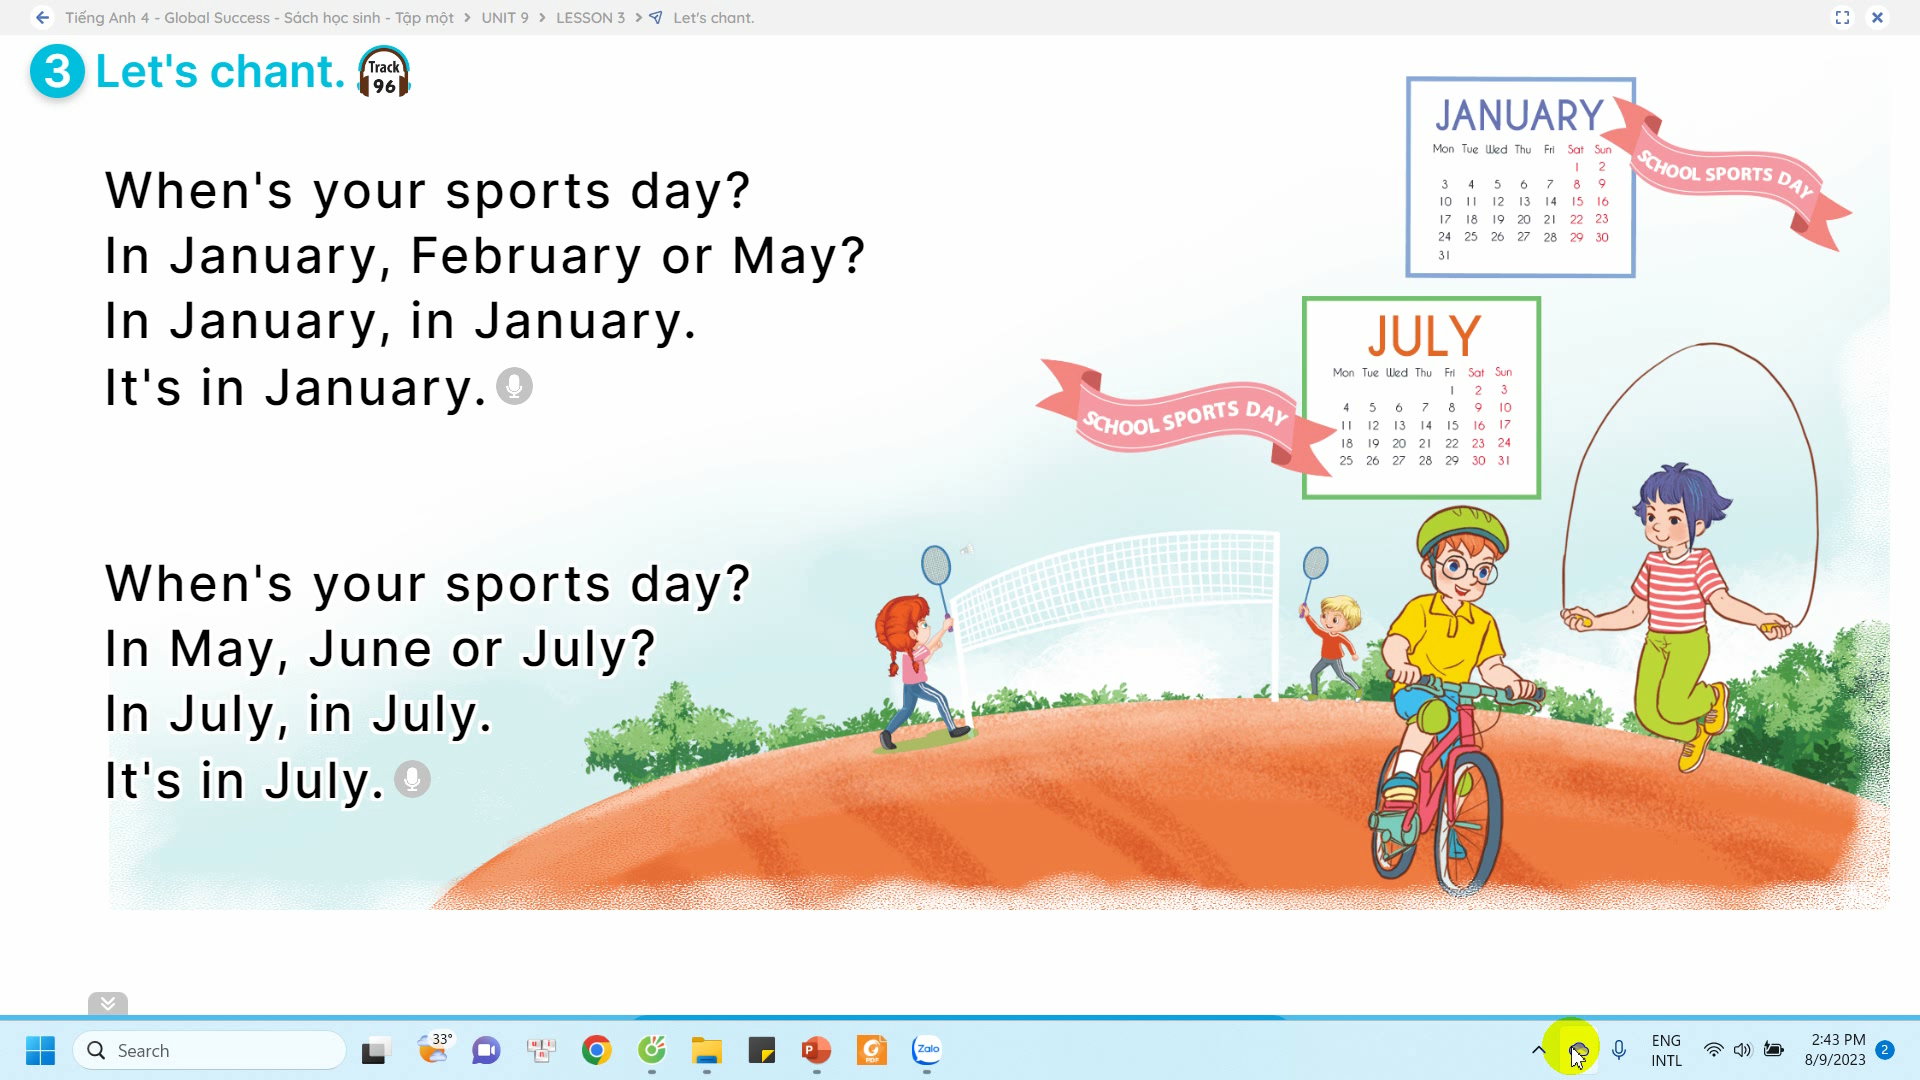 Tiếng Anh 4 - Global Success - Sách học sinh - Tập một > UNIT 9 > LESSON 3 > Let's chant.
3 Let's chant. Track 96
When's your sports day?
In January, February or May?
In January, in January.
It's in January.
When's your sports day?
In May, June or July?
In July, in July.
It's in July.
JANUARY
Mon Tue Wed Thu Fri Sat Sun
1 2
3 4 5 6 7 8 9
10 11 12 13 14 15 16
17 18 19 20 21 22 23
24 25 26 27 28 29 30
31
SCHOOL SPORTS DAY
JULY
Mon Tue Wed Thu Fri Sat Sun
1 2 3
4 5 6 7 8 9 10
11 12 13 14 15 16 17
18 19 20 21 22 23 24
25 26 27 28 29 30 31
SCHOOL SPORTS DAY
Search
33°
Zalo
ENG
INTL
2:43 PM
8/9/2023
2